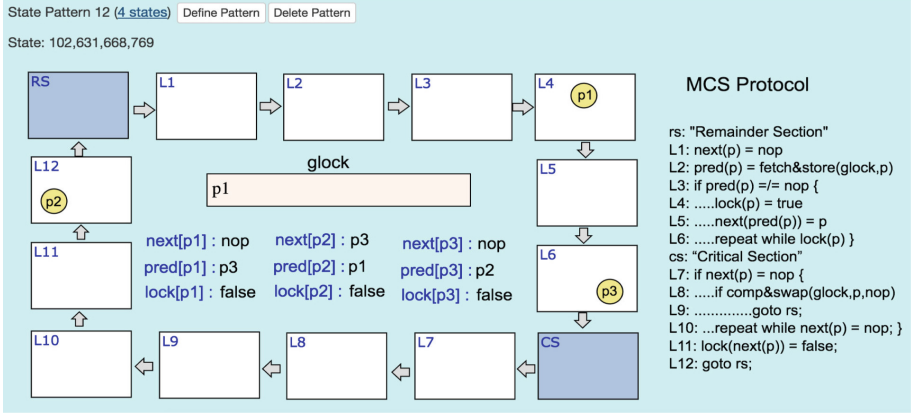 State Pattern 12 (4 states) Define Pattern Delete Pattern
State: 102,631,668,769
RS L1 L2 L3 L4 p1
MCS Protocol
glock
p1
L12 p2
L5
next[p1] : nop next[p2] : p3 next[p3] : nop
pred[p1] : p3 pred[p2] : p1 pred[p3] : p2
lock[p1] : false lock[p2] : false lock[p3] : false
L11
L6 p3
L10 L9 L8 L7 CS
rs: "Remainder Section"
L1: next(p) = nop
L2: pred(p) = fetch&store(glock,p)
L3: if pred(p) =/= nop {
L4: .....lock(p) = true
L5: .....next(pred(p)) = p
L6: .....repeat while lock(p) }
cs: “Critical Section"
L7: if next(p) = nop {
L8: .....if comp&swap(glock,p,nop)
L9: ..............goto rs;
L10: ...repeat while next(p) = nop; }
L11: lock(next(p)) = false;
L12: goto rs;